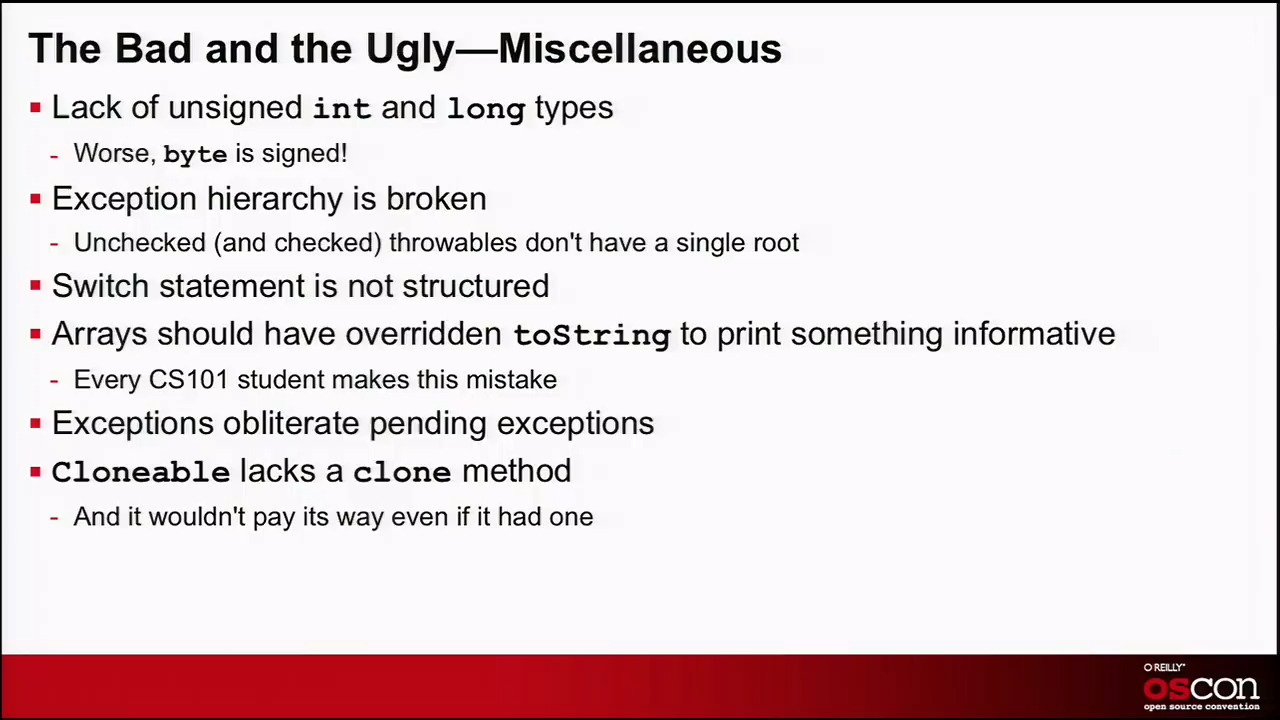 The Bad and the Ugly—Miscellaneous
▪ Lack of unsigned int and long types
- Worse, byte is signed!
▪ Exception hierarchy is broken
- Unchecked (and checked) throwables don't have a single root
▪ Switch statement is not structured
▪ Arrays should have overridden toString to print something informative
- Every CS101 student makes this mistake
▪ Exceptions obliterate pending exceptions
▪ Cloneable lacks a clone method
- And it wouldn't pay its way even if it had one
O'REILLY®
oscon
open source convention